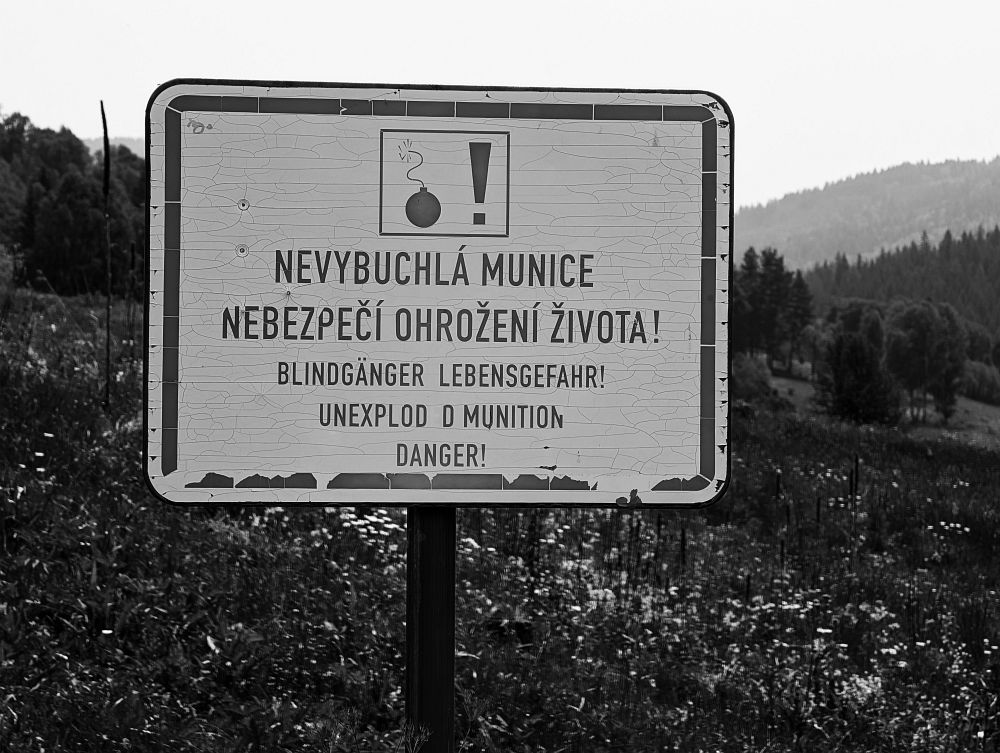 NEVYBUCHLÁ MUNICE
NEBEZPEČÍ OHROŽENÍ ŽIVOTA!
BLINDGÄNGER LEBENSGEFAHR!
UNEXPLOD D MUNITION
DANGER!